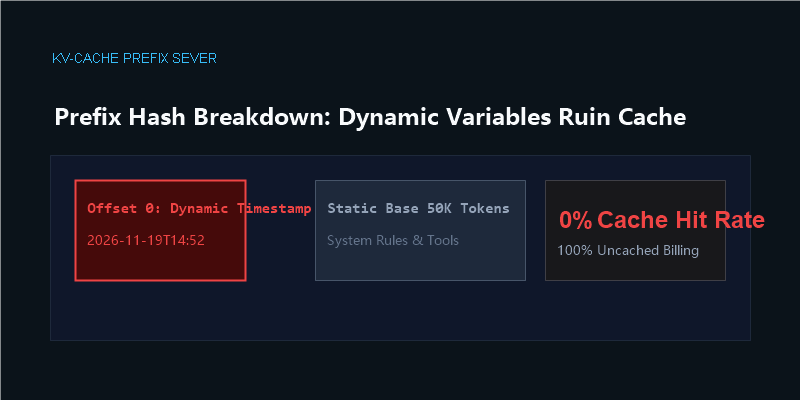 KV-CACHE PREFIX SEVER
Prefix Hash Breakdown: Dynamic Variables Ruin Cache
Offset 0: Dynamic Timestamp
2026-11-19T14:52
Static Base 50K Tokens
System Rules & Tools
0% Cache Hit Rate
100% Uncached Billing